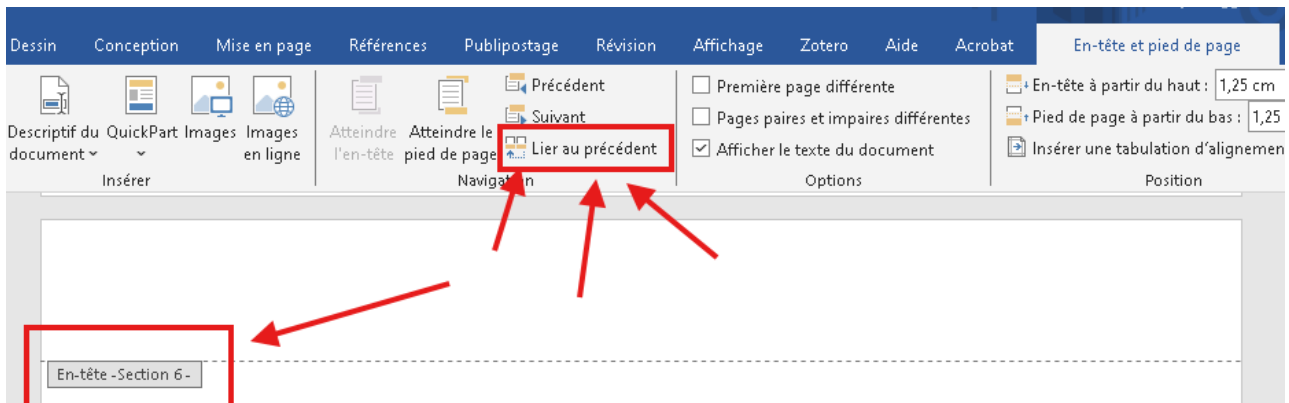 Dessin Conception Mise en page Références Publipostage Révision Affichage Zotero Aide Acrobat En-tête et pied de page
Descriptif du document
QuickPart
Images
Images en ligne
Insérer
Atteindre l'en-tête
Atteindre le pied de page
Précédent
Suivant
Lier au précédent
Navigation
Première page différente
Pages paires et impaires différentes
Afficher le texte du document
Options
En-tête à partir du haut : 1,25 cm
Pied de page à partir du bas : 1,25
Insérer une tabulation d'alignemen
Position
En-tête -Section 6-